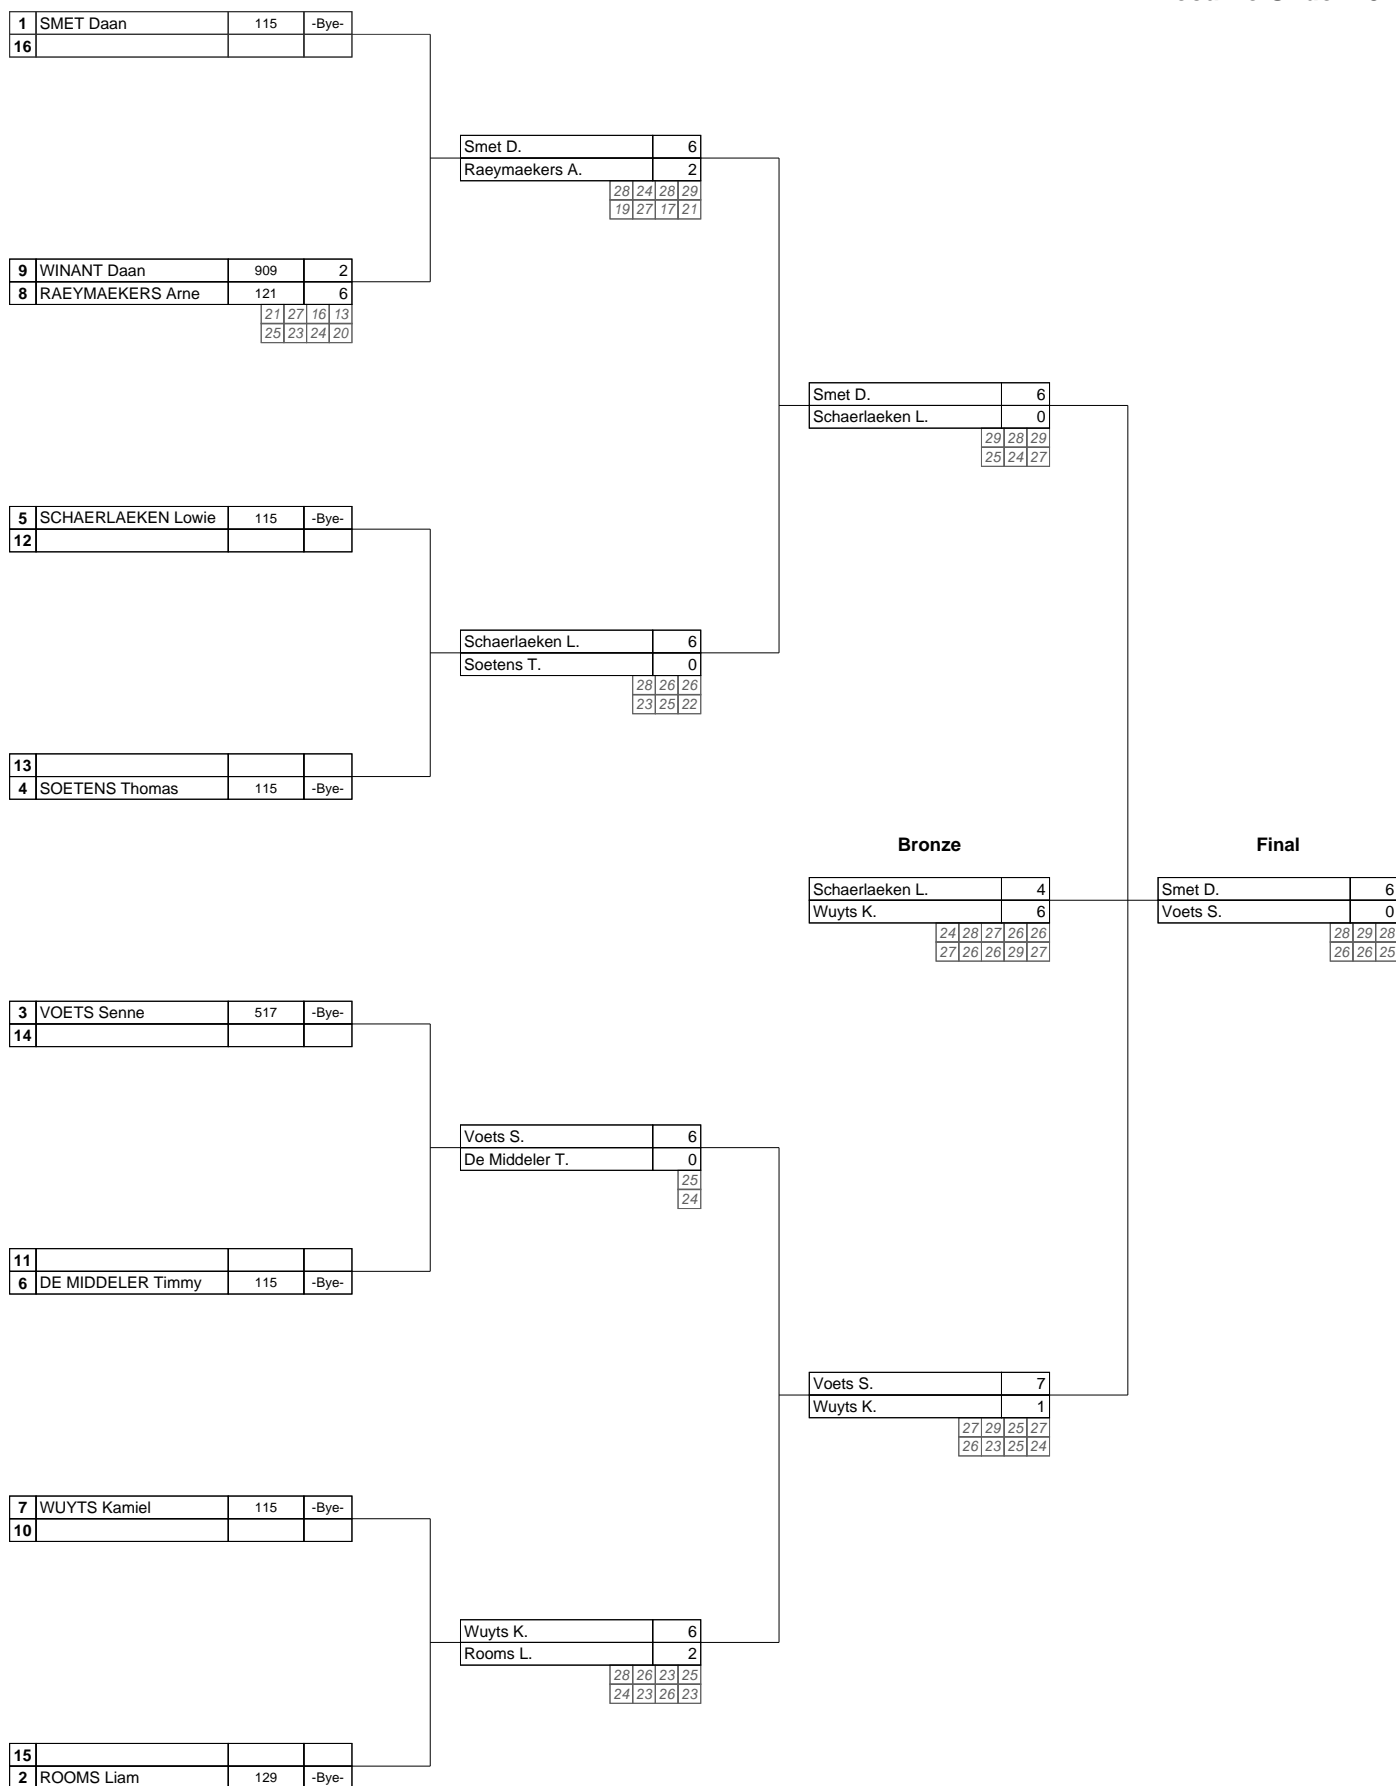 1 SMET Daan 115 -Bye-
16
Smet D. 6
Raeymaekers A. 2
28 24 28 29
19 27 17 21
9 WINANT Daan 909 2
8 RAEYMAEKERS Arne 121 6
21 27 16 13
25 23 24 20
Smet D. 6
Schaerlaeken L. 0
29 28 29
25 24 27
5 SCHAERLAEKEN Lowie 115 -Bye-
12
Schaerlaeken L. 6
Soetens T. 0
28 26 26
23 25 22
13
4 SOETENS Thomas 115 -Bye-
Bronze Final
Schaerlaeken L. 4 Smet D. 6
Wuyts K. 6 Voets S. 0
24 28 27 26 26 28 29 28
27 26 26 29 27 26 26 25
3 VOETS Senne 517 -Bye-
14
Voets S. 6
De Middeler T. 0
25
24
11
6 DE MIDDELER Timmy 115 -Bye-
Voets S. 7
Wuyts K. 1
27 29 25 27
26 23 25 24
7 WUYTS Kamiel 115 -Bye-
10
Wuyts K. 6
Rooms L. 2
28 26 23 25
24 23 26 23
15
2 ROOMS Liam 129 -Bye-